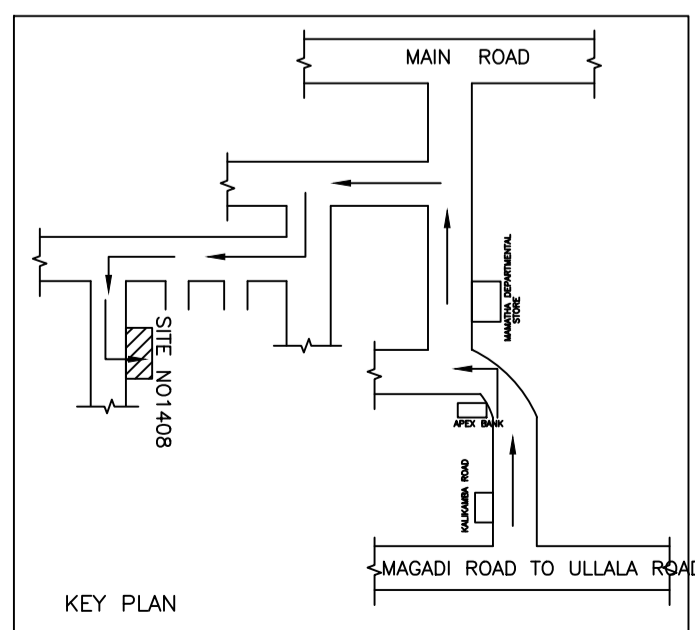 MAIN ROAD
MAMATHA DEPARTMENTAL
STORE
SITE NO1408
APEX BANK
KALIKAMBA ROAD
MAGADI ROAD TO ULLALA ROAD
KEY PLAN